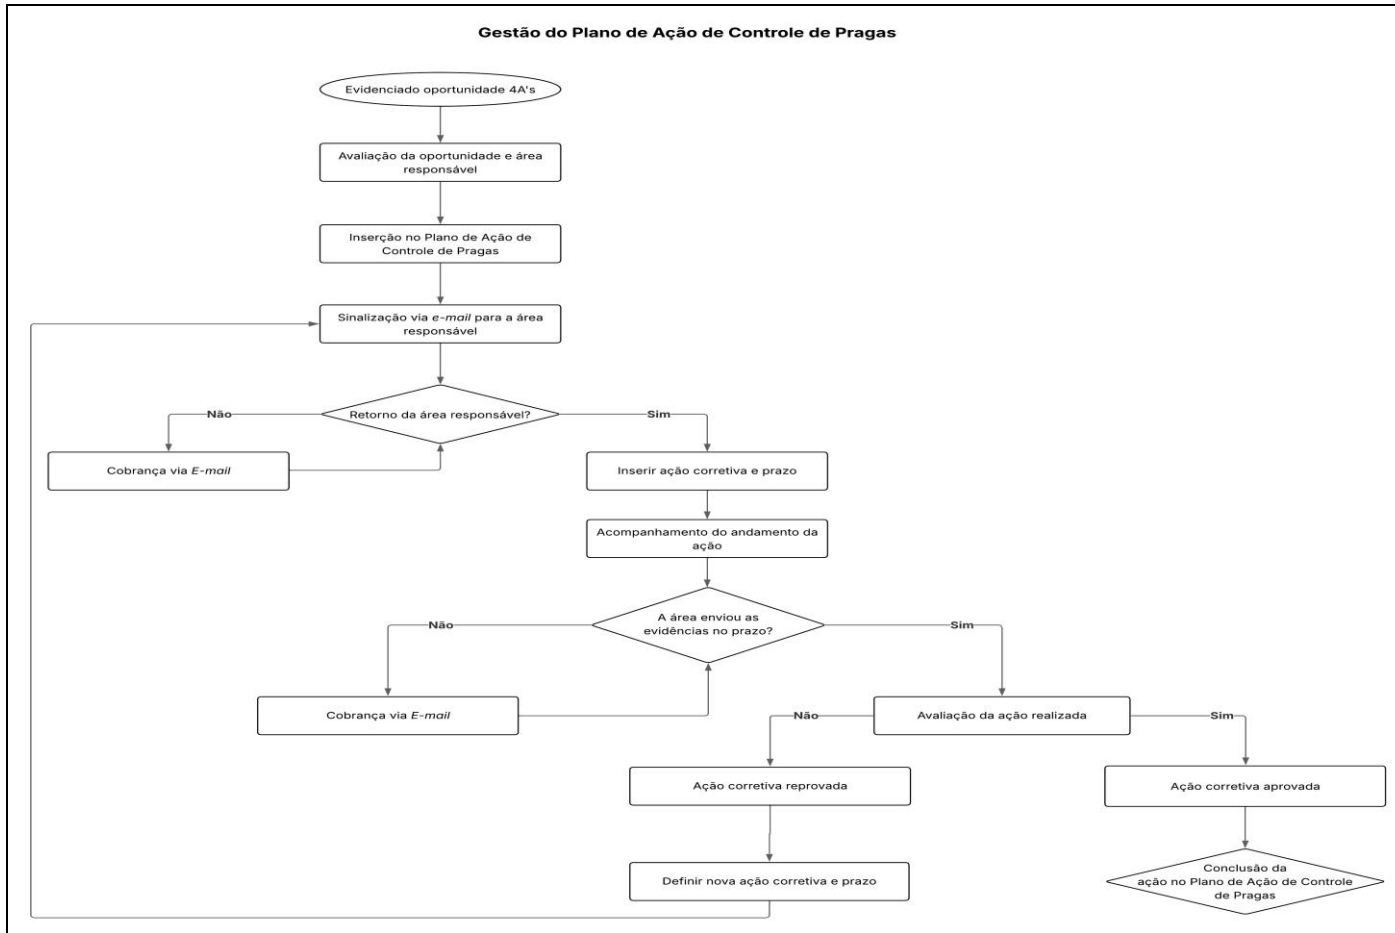 Gestão do Plano de Ação de Controle de Pragas
Evidenciado oportunidade 4A's
Avaliação da oportunidade e área
responsável
Inserção no Plano de Ação de
Controle de Pragas
Sinalização via e-mail para a área
responsável
Retorno da área responsável?
Não
Sim
Cobrança via E-mail
Inserir ação corretiva e prazo
Acompanhamento do andamento da
ação
A área enviou as
evidências no prazo?
Não
Sim
Cobrança via E-mail
Avaliação da ação realizada
Não
Sim
Ação corretiva reprovada
Ação corretiva aprovada
Definir nova ação corretiva e prazo
Conclusão da
ação no Plano de Ação de Controle
de Pragas